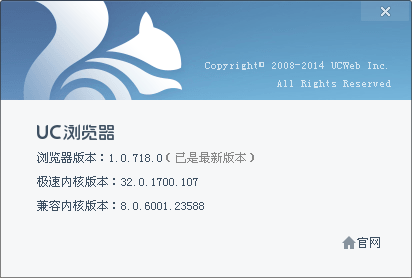 Copyright© 2008-2014 UCWeb Inc.
All Rights Reserved
UC浏览器
浏览器版本：1.0.718.0（已是最新版本）
极速内核版本：32.0.1700.107
兼容内核版本：8.0.6001.23588
官网